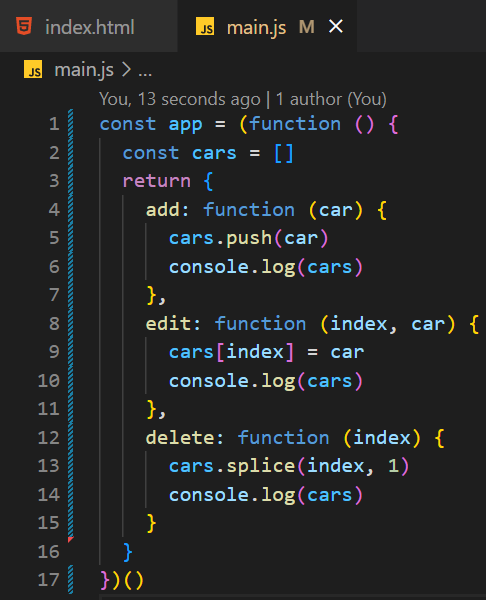 index.html
JS main.js M ×
JS main.js > ...
You, 13 seconds ago | 1 author (You)
1 const app = (function () {
2   const cars = []
3   return {
4     add: function (car) {
5       cars.push(car)
6       console.log(cars)
7     },
8     edit: function (index, car) {
9       cars[index] = car
10       console.log(cars)
11     },
12     delete: function (index) {
13       cars.splice(index, 1)
14       console.log(cars)
15     }
16   }
17 })()